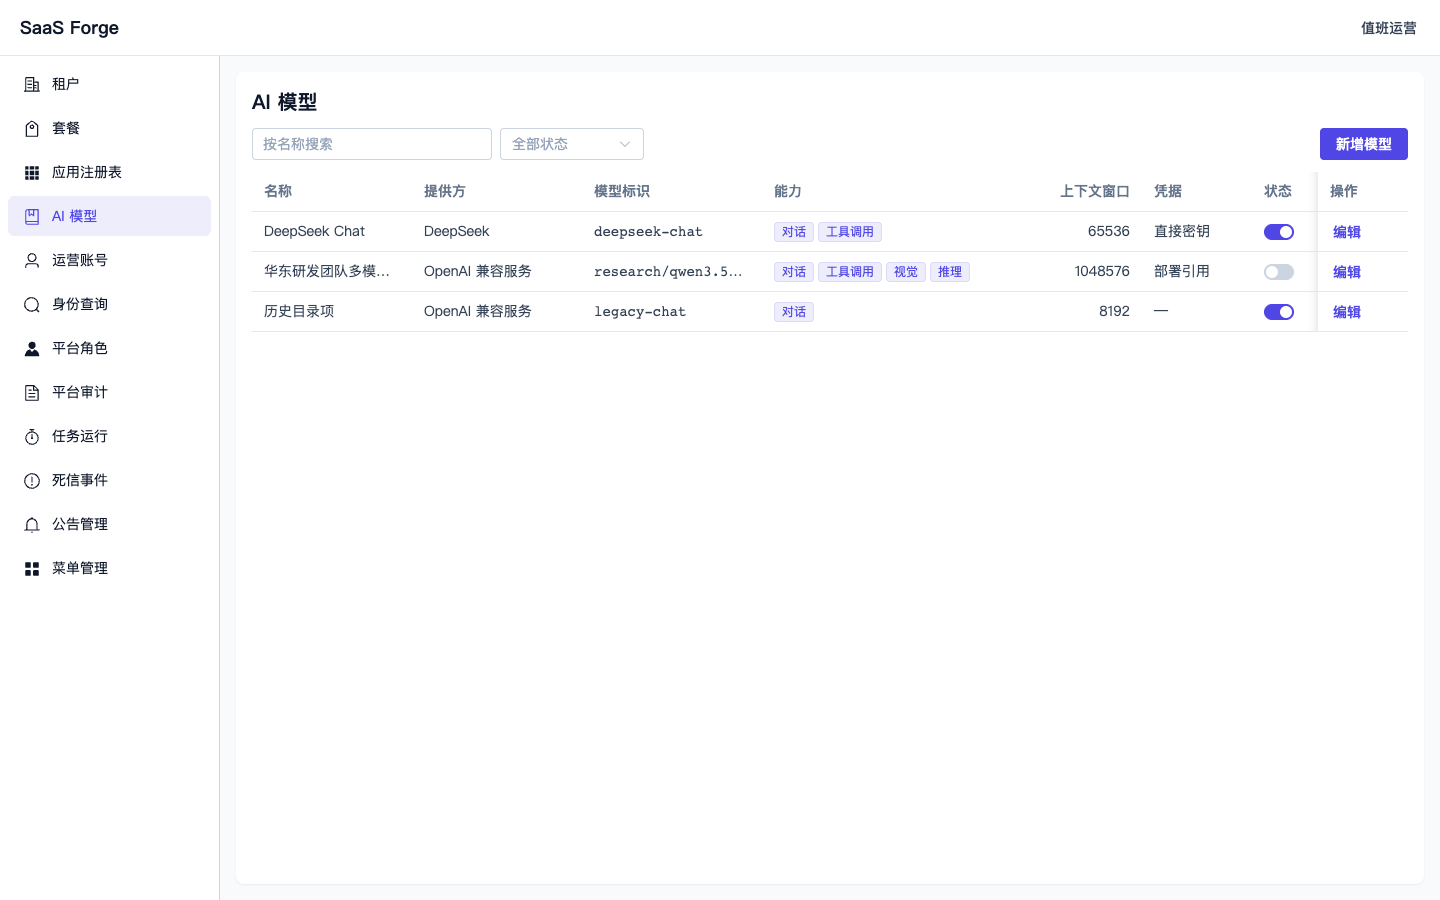 SaaS Forge
值班运营
租户
套餐
应用注册表
AI 模型
运营账号
身份查询
平台角色
平台审计
任务运行
死信事件
公告管理
菜单管理
AI 模型
按名称搜索
全部状态
新增模型
名称 提供方 模型标识 能力 上下文窗口 凭据 状态 操作
DeepSeek Chat DeepSeek deepseek-chat 对话 工具调用 65536 直接密钥 编辑
华东研发团队多模... OpenAI 兼容服务 research/qwen3.5... 对话 工具调用 视觉 推理 1048576 部署引用 编辑
历史目录项 OpenAI 兼容服务 legacy-chat 对话 8192 — 编辑